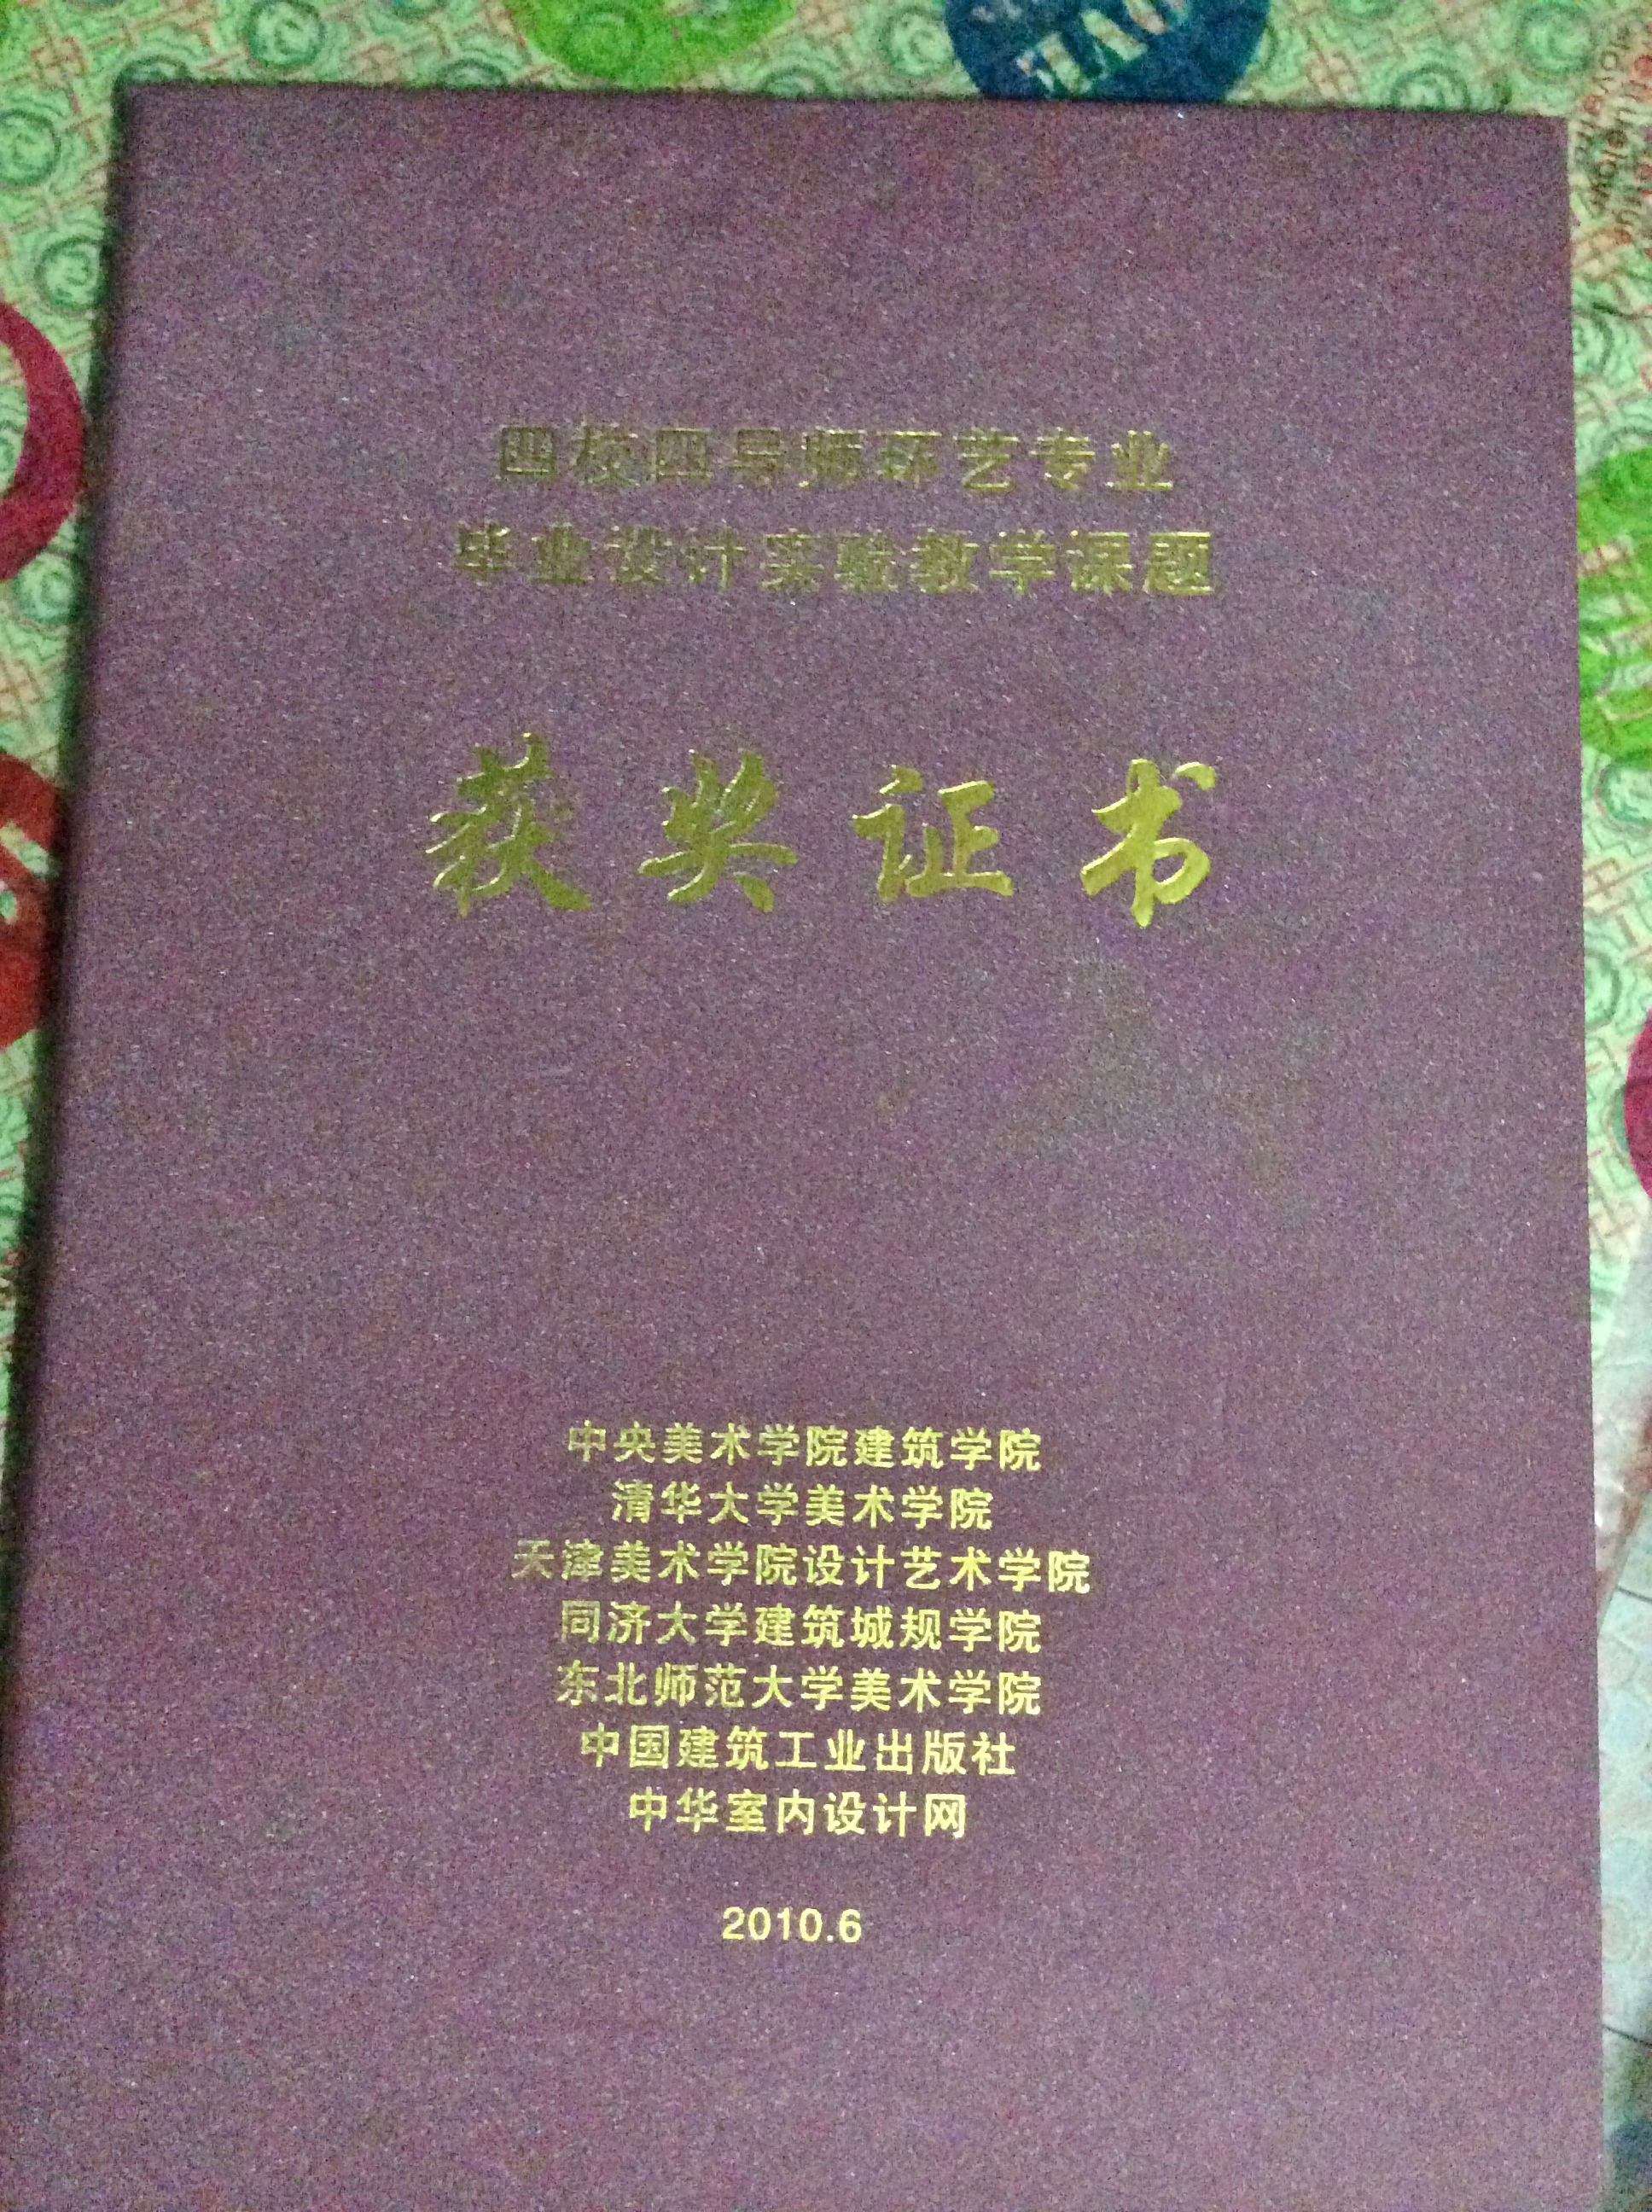 四校四导师环艺专业
毕业设计实验教学课题
获奖证书
中央美术学院建筑学院
清华大学美术学院
天津美术学院设计艺术学院
同济大学建筑城规学院
东北师范大学美术学院
中国建筑工业出版社
中华室内设计网
2010.6